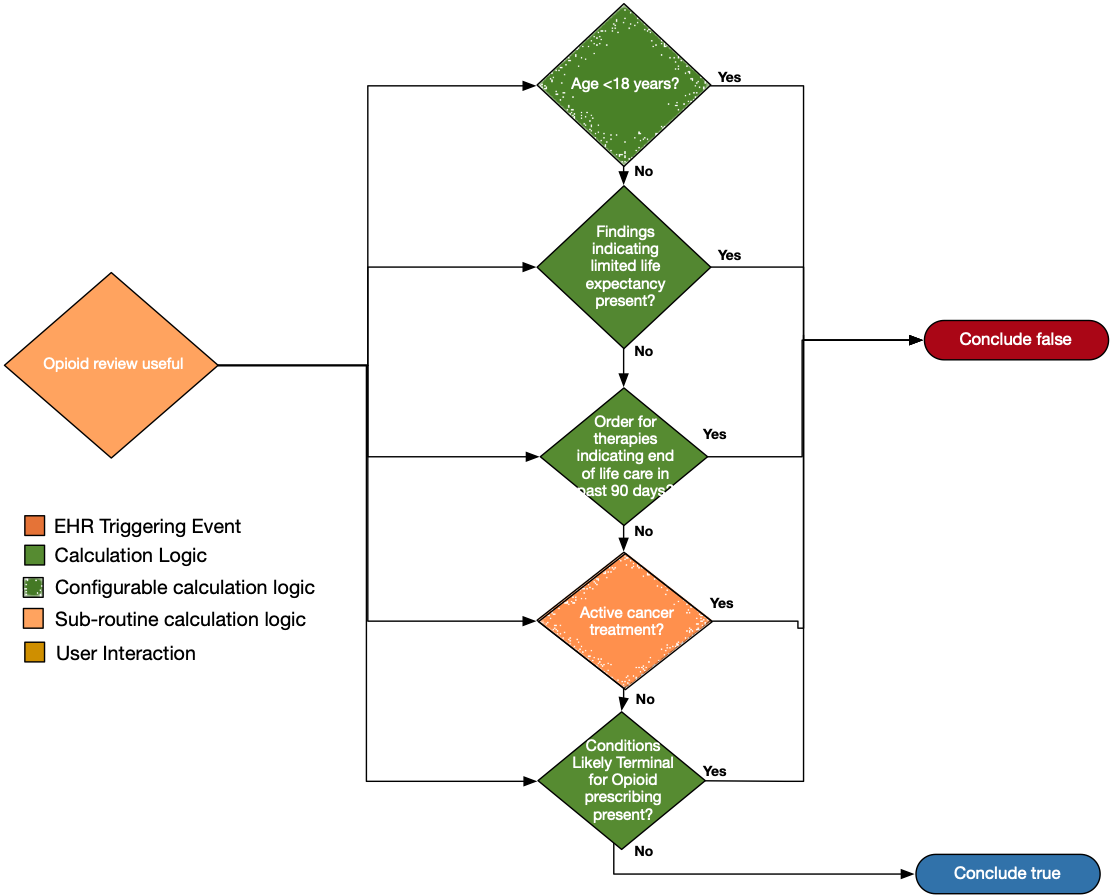 Age <18 years?
Yes
No
Findings
indicating
limited life
expectancy
present?
Yes
No
Opioid review useful
Conclude false
Order for
therapies
indicating end
of life care in
past 90 days?
Yes
No
EHR Triggering Event
Calculation Logic
Configurable calculation logic
Sub-routine calculation logic
User Interaction
Active cancer
treatment?
Yes
No
Conditions
Likely Terminal
for Opioid
prescribing
present?
Yes
No
Conclude true